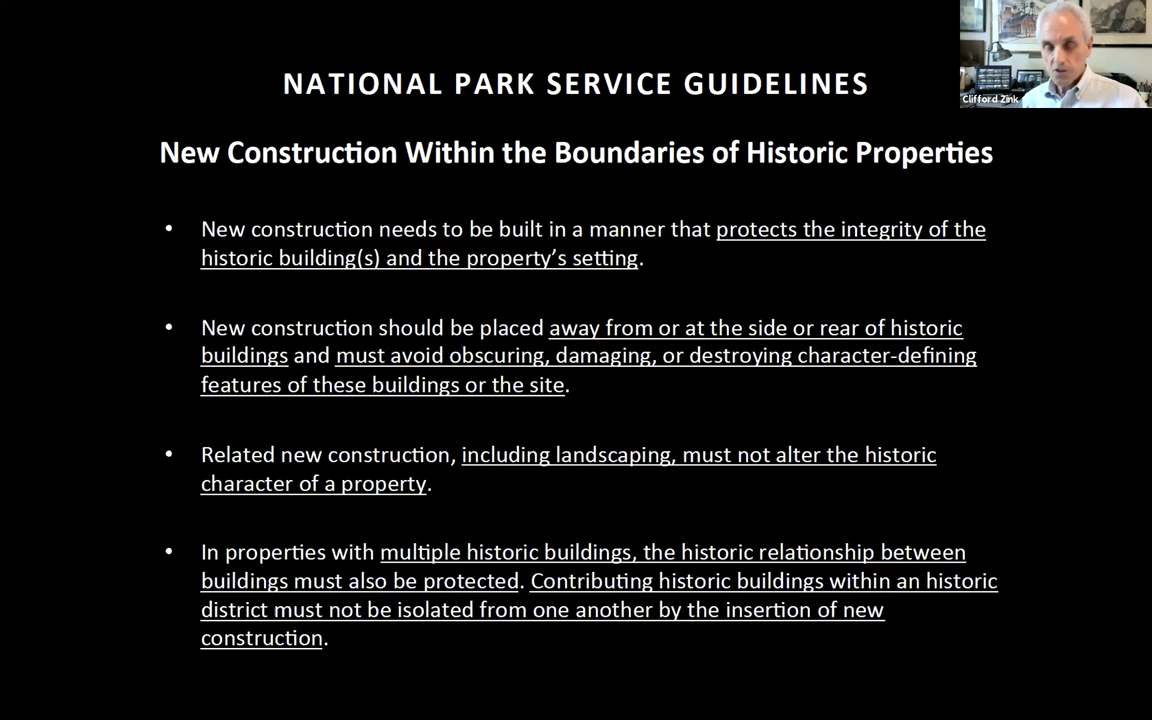 NATIONAL PARK SERVICE GUIDELINES
Clifford Zink
New Construction Within the Boundaries of Historic Properties
• New construction needs to be built in a manner that protects the integrity of the
historic building(s) and the property's setting.
• New construction should be placed away from or at the side or rear of historic
buildings and must avoid obscuring, damaging, or destroying character-defining
features of these buildings or the site.
• Related new construction, including landscaping, must not alter the historic
character of a property.
• In properties with multiple historic buildings, the historic relationship between
buildings must also be protected. Contributing historic buildings within an historic
district must not be isolated from one another by the insertion of new
construction.